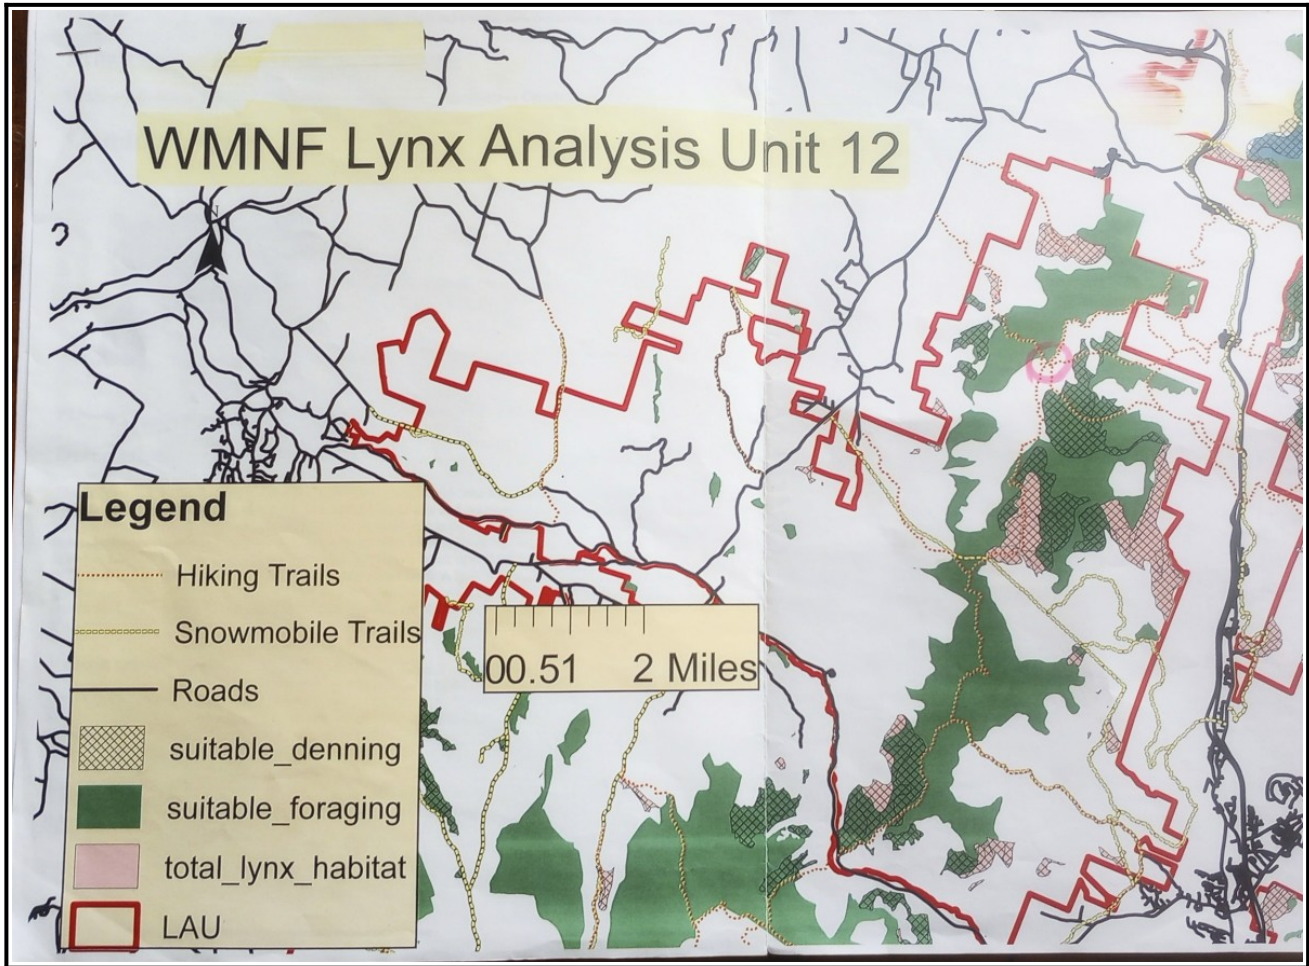 WMNF Lynx Analysis Unit 12
N
Legend
Hiking Trails
Snowmobile Trails
Roads
suitable_denning
suitable_foraging
total_lynx_habitat
LAU
00.51 2 Miles